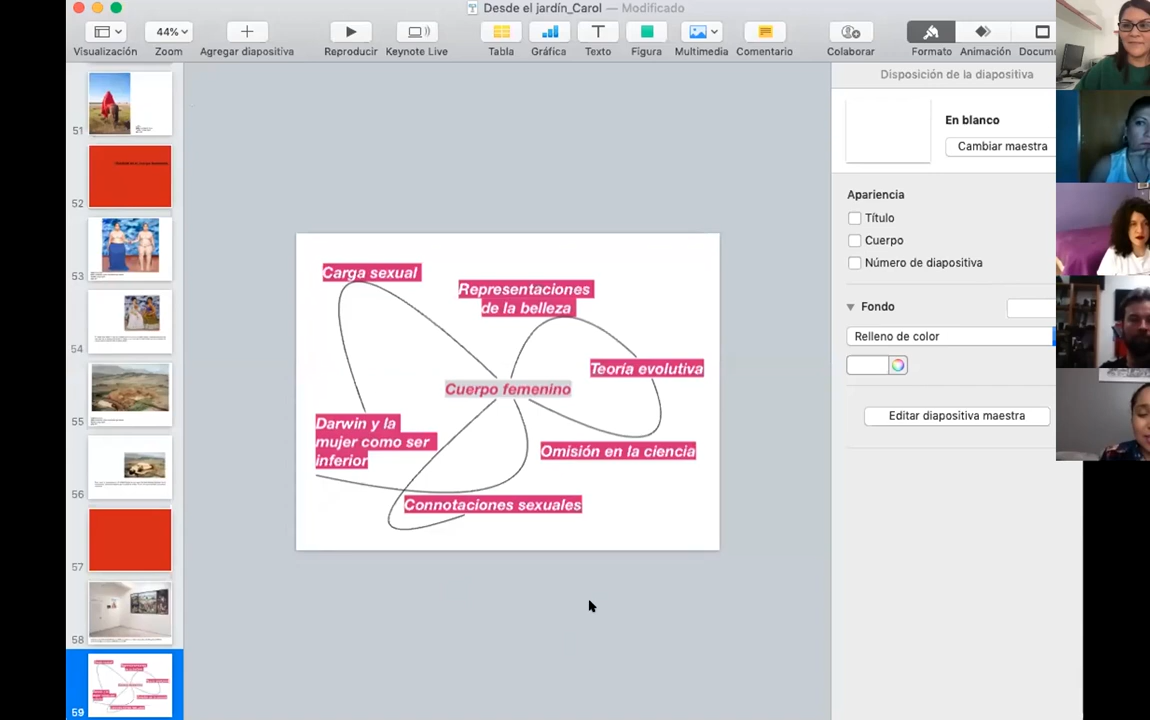 Desde el jardín_Carol — Modificado
44%
Visualización
Zoom
Agregar diapositiva
Reproducir
Keynote Live
Tabla
Gráfica
Texto
Figura
Multimedia
Comentario
Colaborar
Formato
Animación
Docum
Disposición de la diapositiva
En blanco
Cambiar maestra
Apariencia
Título
Cuerpo
Número de diapositiva
Fondo
Relleno de color
Editar diapositiva maestra
51
52
53
54
55
56
57
58
59
Carga sexual
Representaciones
de la belleza
Teoría evolutiva
Cuerpo femenino
Darwin y la
mujer como ser
inferior
Omisión en la ciencia
Connotaciones sexuales